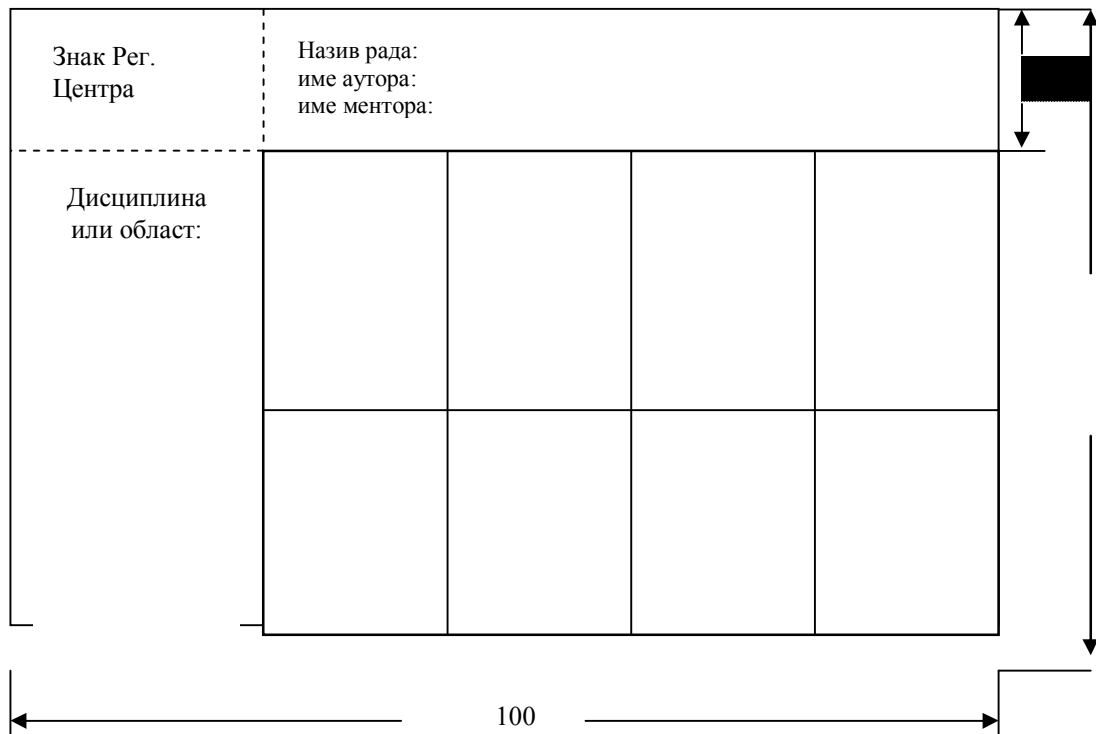 Знак Рег.
Центра
Назив рада:
име аутора:
име ментора:
Дисциплина
или област:
100